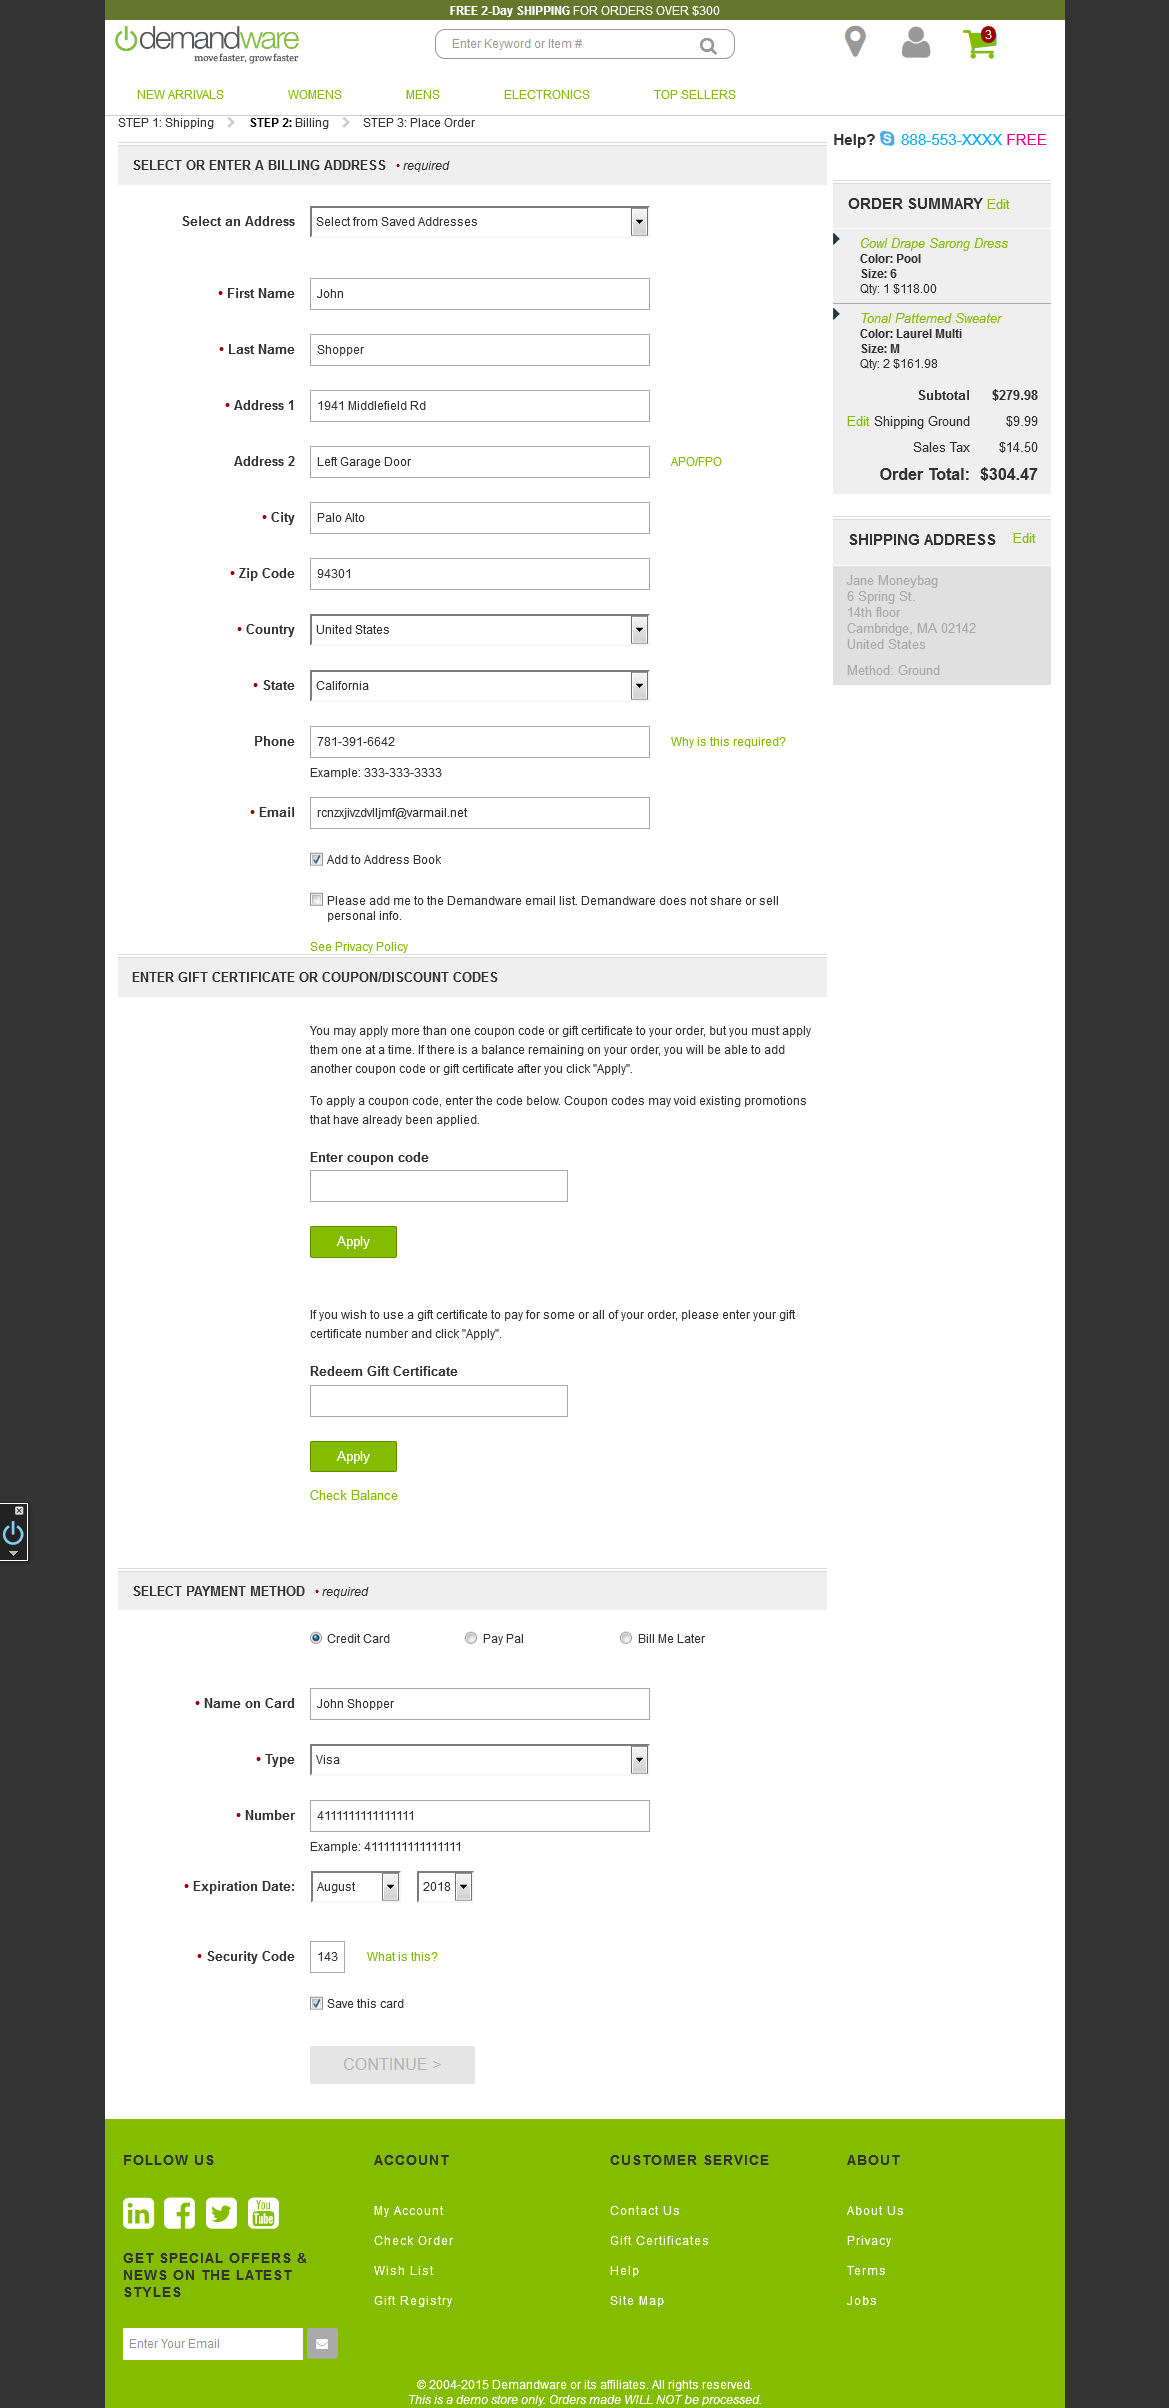 FREE 2-Day SHIPPING FOR ORDERS OVER $300
demandware
move faster, grow faster
Enter Keyword or Item #
3
NEW ARRIVALS WOMENS MENS ELECTRONICS TOP SELLERS
STEP 1: Shipping STEP 2: Billing STEP 3: Place Order
SELECT OR ENTER A BILLING ADDRESS • required
Select an Address Select from Saved Addresses
• First Name John
• Last Name Shopper
• Address 1 1941 Middlefield Rd
Address 2 Left Garage Door APO/FPO
• City Palo Alto
• Zip Code 94301
• Country United States
• State California
Phone 781-391-6642 Why is this required?
Example: 333-333-3333
• Email rcnzxjivzdvlljmf@varmail.net
Add to Address Book
Please add me to the Demandware email list. Demandware does not share or sell
personal info.
See Privacy Policy
Help? 888-553-XXXX FREE
ORDER SUMMARY Edit
Cowl Drape Sarong Dress
Color: Pool
Size: 6
Qty: 1 $118.00
Tonal Patterned Sweater
Color: Laurel Multi
Size: M
Qty: 2 $161.98
Subtotal $279.98
Edit Shipping Ground $9.99
Sales Tax $14.50
Order Total: $304.47
SHIPPING ADDRESS Edit
Jane Moneybag
6 Spring St.
14th floor
Cambridge, MA 02142
United States
Method: Ground
ENTER GIFT CERTIFICATE OR COUPON/DISCOUNT CODES
You may apply more than one coupon code or gift certificate to your order, but you must apply
them one at a time. If there is a balance remaining on your order, you will be able to add
another coupon code or gift certificate after you click "Apply".
To apply a coupon code, enter the code below. Coupon codes may void existing promotions
that have already been applied.
Enter coupon code
Apply
If you wish to use a gift certificate to pay for some or all of your order, please enter your gift
certificate number and click "Apply".
Redeem Gift Certificate
Apply
Check Balance
SELECT PAYMENT METHOD • required
Credit Card Pay Pal Bill Me Later
• Name on Card John Shopper
• Type Visa
• Number 4111111111111111
Example: 4111111111111111
• Expiration Date: August 2018
• Security Code 143 What is this?
Save this card
CONTINUE >
FOLLOW US
in f You Tube
GET SPECIAL OFFERS &
NEWS ON THE LATEST
STYLES
Enter Your Email
ACCOUNT
My Account
Check Order
Wish List
Gift Registry
CUSTOMER SERVICE
Contact Us
Gift Certificates
Help
Site Map
ABOUT
About Us
Privacy
Terms
Jobs
© 2004-2015 Demandware or its affiliates. All rights reserved.
This is a demo store only. Orders made WILL NOT be processed.